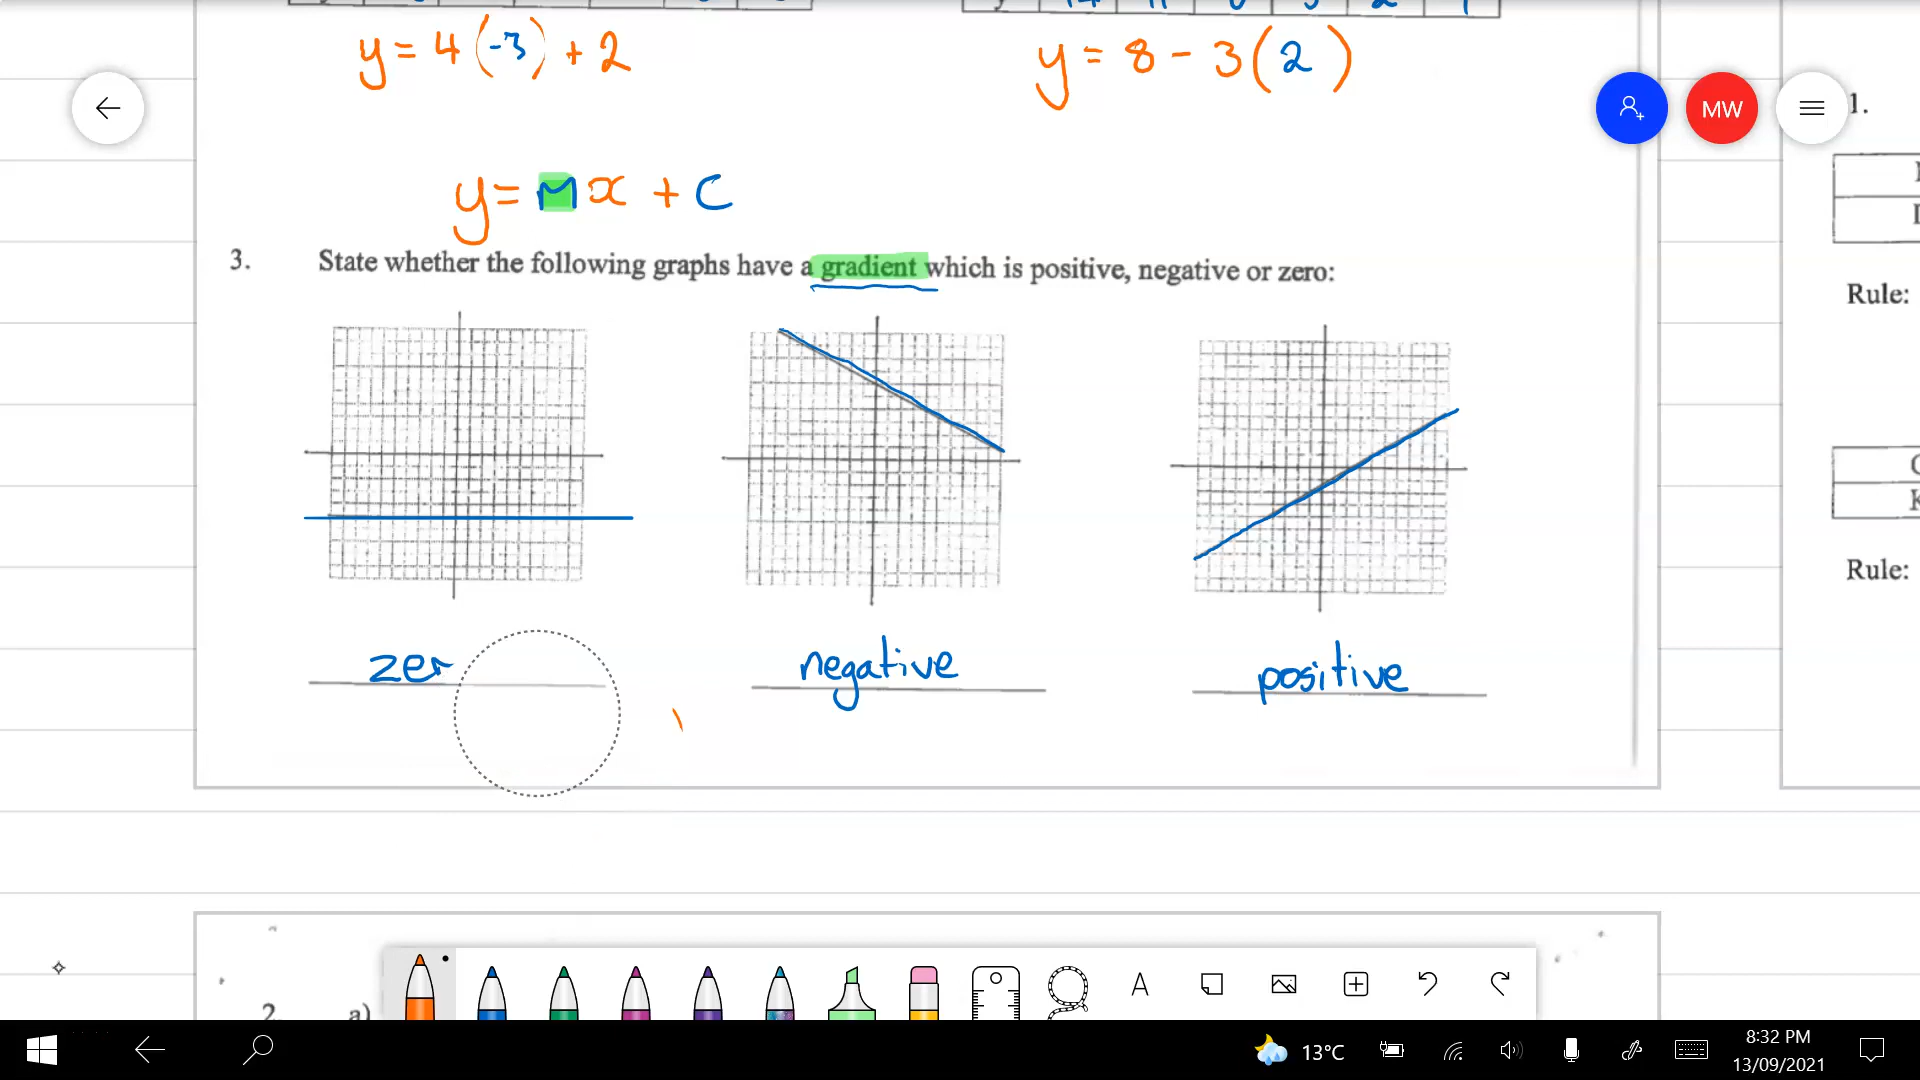 y = 4(-3) + 2
y = 8 - 3(2)
MW
1.
y = mx + c
3. State whether the following graphs have a gradient which is positive, negative or zero:
Rule:
zer
negative
positive
Rule:
2. a)
A
13°C
8:32 PM
13/09/2021